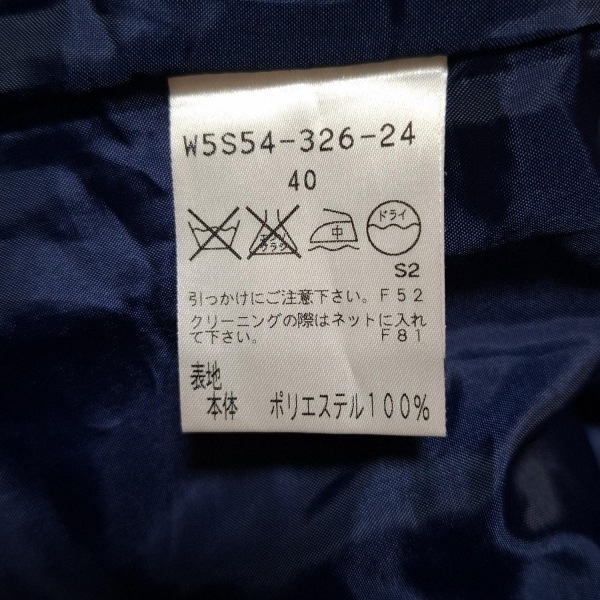 W5S54-326-24
40
中 ドライ
S2
引っかけにご注意下さい。F52
クリーニングの際はネットに入れ
て下さい。 F81
表地
本体 ポリエステル100%